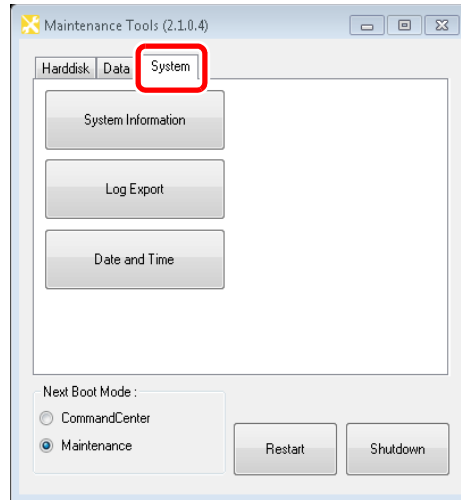 Maintenance Tools (2.1.0.4)
Harddisk Data System
System Information
Log Export
Date and Time
Next Boot Mode :
CommandCenter
Maintenance
Restart Shutdown